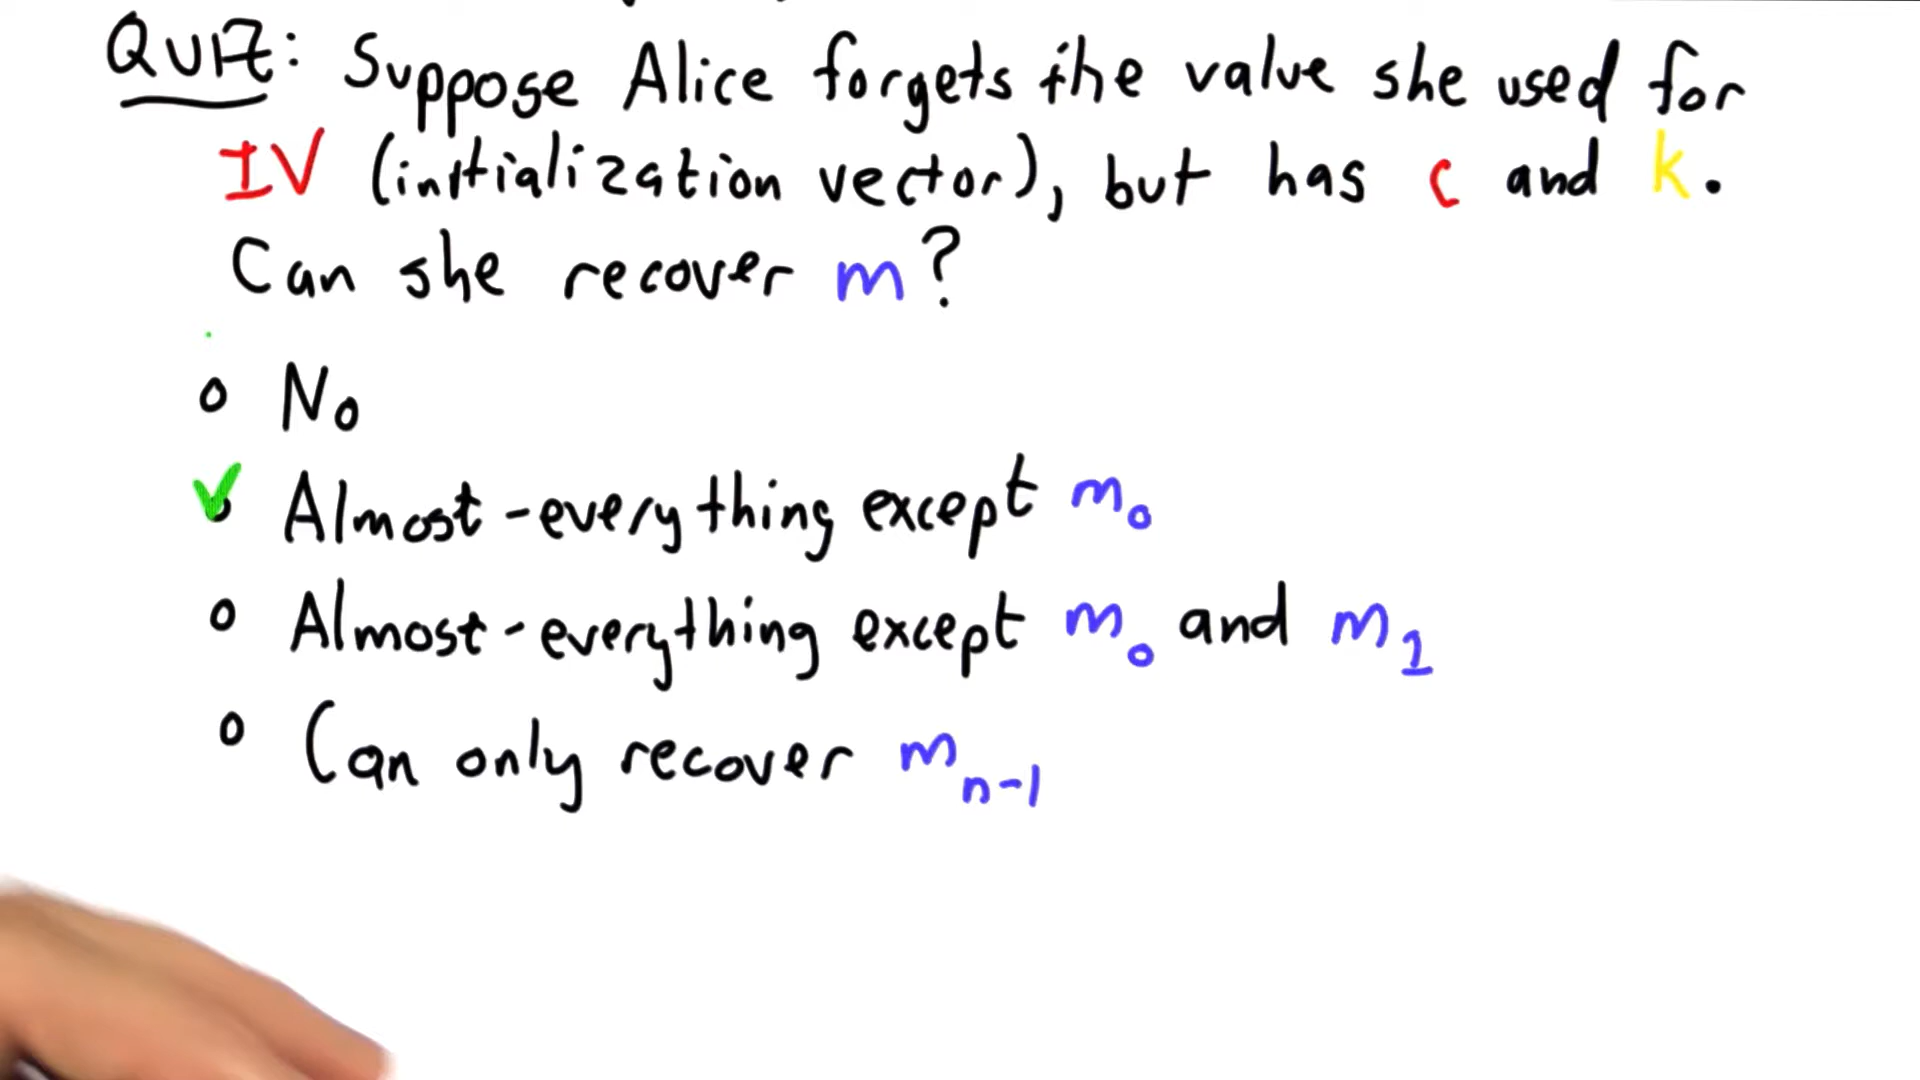 QUIZ: Suppose Alice forgets the value she used for
IV (initialization vector), but has c and k.
Can she recover m?
o No
✓ Almost-everything except m₀
o Almost-everything except m₀ and m₁
o Can only recover mₙ₋₁